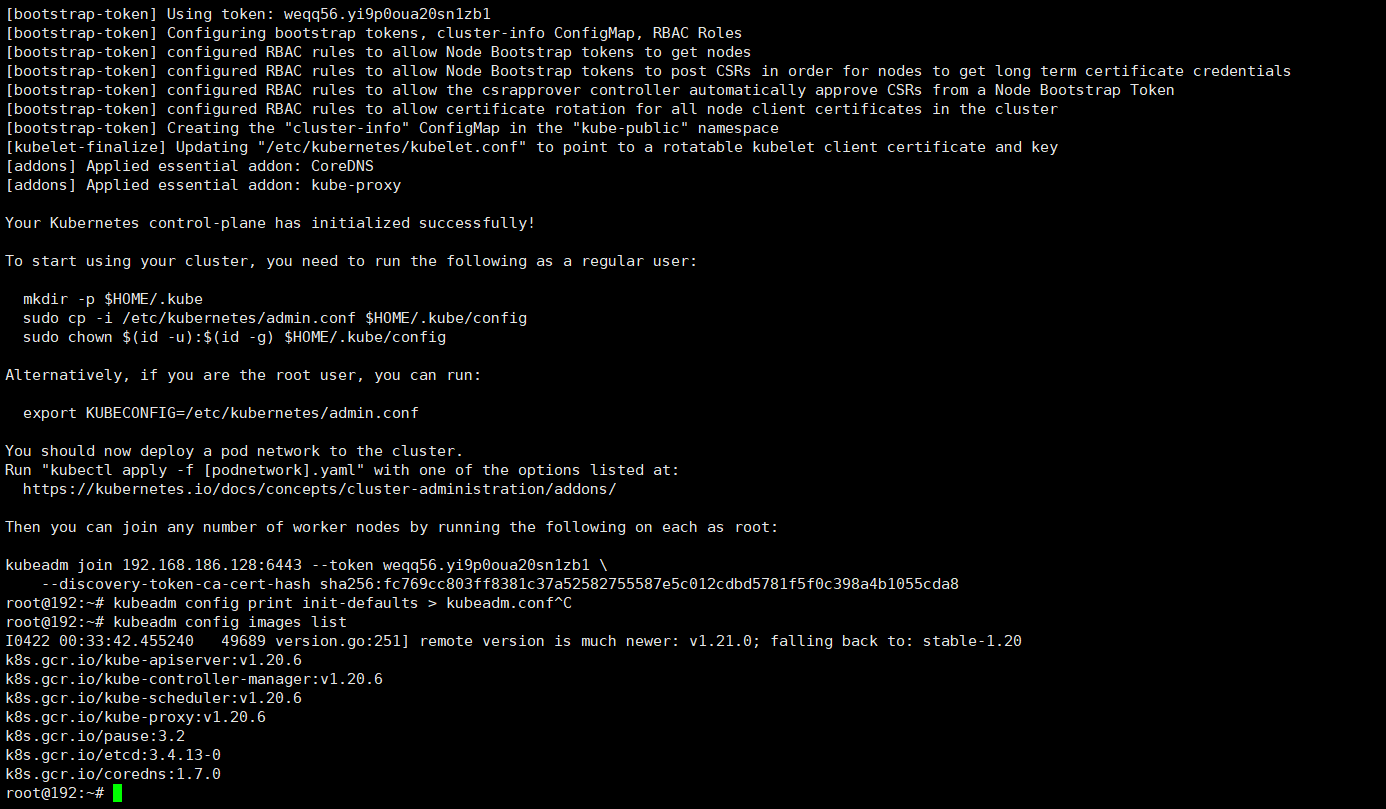 [bootstrap-token] Using token: weqq56.yi9p0oua20sn1zb1
[bootstrap-token] Configuring bootstrap tokens, cluster-info ConfigMap, RBAC Roles
[bootstrap-token] configured RBAC rules to allow Node Bootstrap tokens to get nodes
[bootstrap-token] configured RBAC rules to allow Node Bootstrap tokens to post CSRs in order for nodes to get long term certificate credentials
[bootstrap-token] configured RBAC rules to allow the csrapprover controller automatically approve CSRs from a Node Bootstrap Token
[bootstrap-token] configured RBAC rules to allow certificate rotation for all node client certificates in the cluster
[bootstrap-token] Creating the "cluster-info" ConfigMap in the "kube-public" namespace
[kubelet-finalize] Updating "/etc/kubernetes/kubelet.conf" to point to a rotatable kubelet client certificate and key
[addons] Applied essential addon: CoreDNS
[addons] Applied essential addon: kube-proxy

Your Kubernetes control-plane has initialized successfully!

To start using your cluster, you need to run the following as a regular user:

  mkdir -p $HOME/.kube
  sudo cp -i /etc/kubernetes/admin.conf $HOME/.kube/config
  sudo chown $(id -u):$(id -g) $HOME/.kube/config

Alternatively, if you are the root user, you can run:

  export KUBECONFIG=/etc/kubernetes/admin.conf

You should now deploy a pod network to the cluster.
Run "kubectl apply -f [podnetwork].yaml" with one of the options listed at:
  https://kubernetes.io/docs/concepts/cluster-administration/addons/

Then you can join any number of worker nodes by running the following on each as root:

kubeadm join 192.168.186.128:6443 --token weqq56.yi9p0oua20sn1zb1 \
    --discovery-token-ca-cert-hash sha256:fc769cc803ff8381c37a52582755587e5c012cdbd5781f5f0c398a4b1055cda8
root@192:~# kubeadm config print init-defaults > kubeadm.conf^C
root@192:~# kubeadm config images list
I0422 00:33:42.455240   49689 version.go:251] remote version is much newer: v1.21.0; falling back to: stable-1.20
k8s.gcr.io/kube-apiserver:v1.20.6
k8s.gcr.io/kube-controller-manager:v1.20.6
k8s.gcr.io/kube-scheduler:v1.20.6
k8s.gcr.io/kube-proxy:v1.20.6
k8s.gcr.io/pause:3.2
k8s.gcr.io/etcd:3.4.13-0
k8s.gcr.io/coredns:1.7.0
root@192:~#